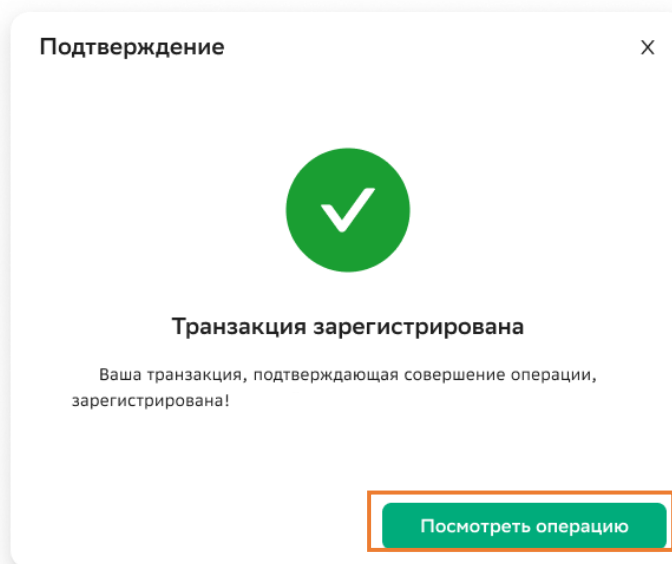 Подтверждение X
Транзакция зарегистрирована
Ваша транзакция, подтверждающая совершение операции,
зарегистрирована!
Посмотреть операцию